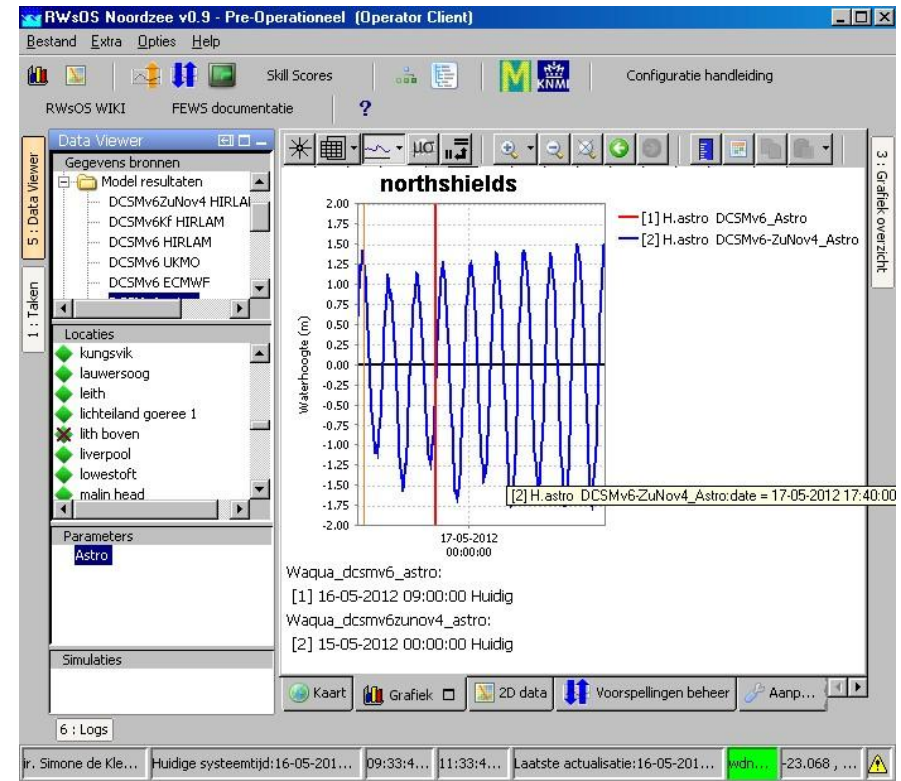 RWsOS Noordzee v0.9 - Pre-Operationeel (Operator Client)
Bestand Extra Opties Help
Skill Scores
M
KNMI
Configuratie handleiding
RWsOS WIKI
FEWS documentatie
?
5 : Data Viewer
1 : Taken
Data Viewer
Gegevens bronnen
Model resultaten
DCSMv6ZuNov4 HIRLA
DCSMv6Kf HIRLAM
DCSMv6 HIRLAM
DCSMv6 UKMO
DCSMv6 ECMWF
Locaties
kungsvik
lauwersoog
leith
lichteiland goeree 1
lith boven
liverpool
lowestoft
malin head
Parameters
Astro
Simulaties
6 : Logs
μσ
northshields
Waterhoogte (m)
2.00
1.75
1.50
1.25
1.00
0.75
0.50
0.25
0.00
-0.25
-0.50
-0.75
-1.00
-1.25
-1.50
-1.75
-2.00
17-05-2012
00:00:00
[1] H.astro DCSMv6_Astro
[2] H.astro DCSMv6-ZuNov4_Astro
[2] H.astro DCSMv6-ZuNov4_Astro:date = 17-05-2012 17:40:00
Waqua_dcsmv6_astro:
[1] 16-05-2012 09:00:00 Huidig
Waqua_dcsmv6zunov4_astro:
[2] 15-05-2012 00:00:00 Huidig
3 : Grafiek overzicht
Kaart
Grafiek
2D data
Voorspellingen beheer
Aanp...
ir. Simone de Kle...
Huidige systeemtijd:16-05-201...
09:33:4...
11:33:4...
Laatste actualisatie:16-05-201...
wdn...
-23.068 , ...